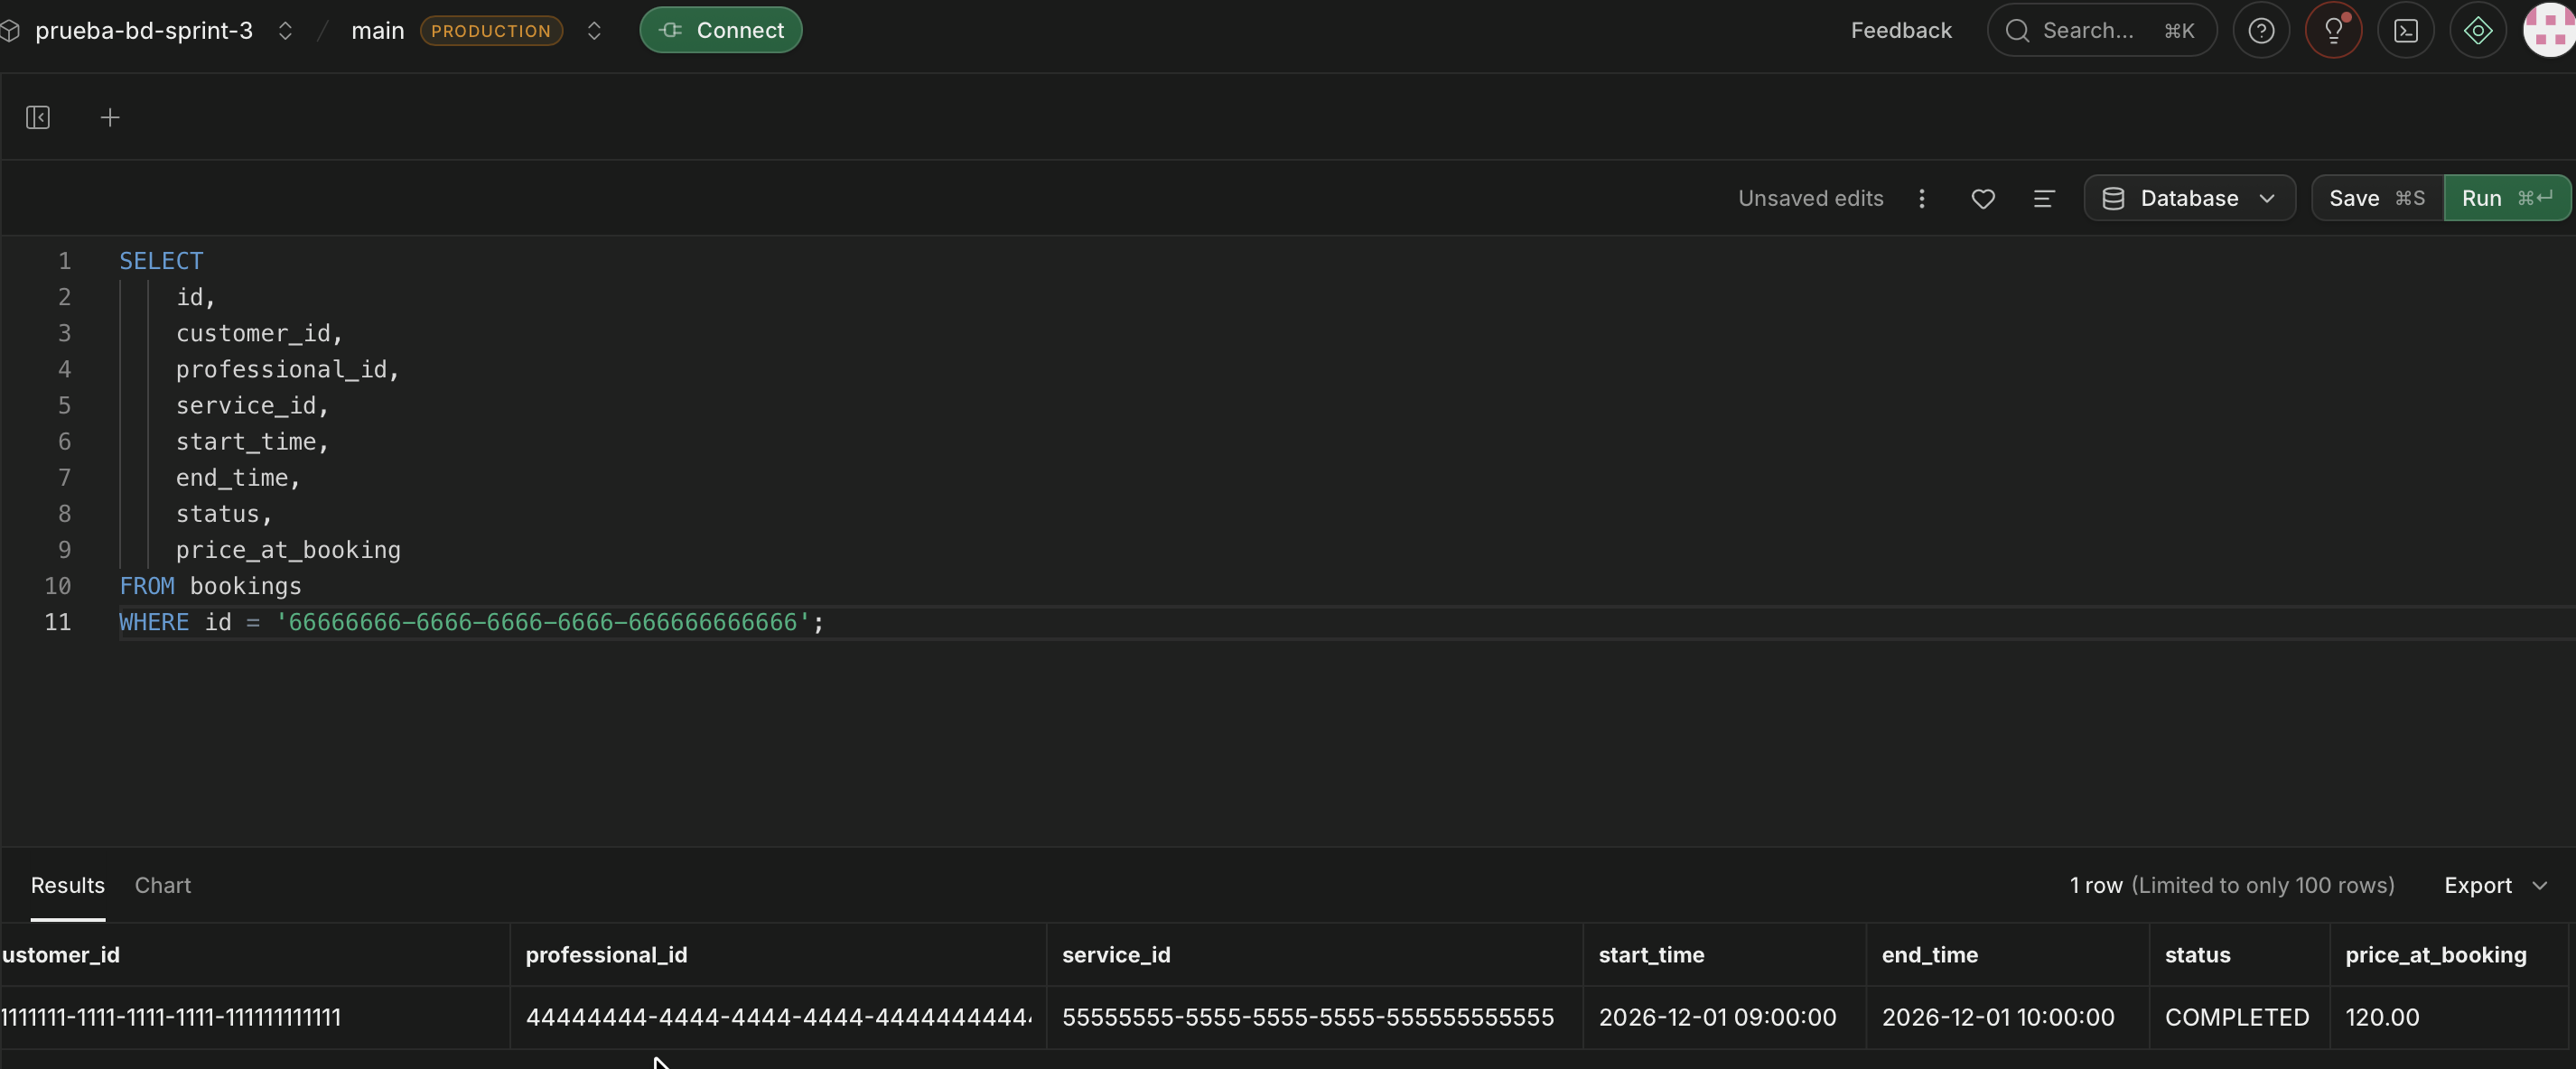 prueba-bd-sprint-3 / main PRODUCTION Connect Feedback Search... ⌘K
Unsaved edits Database Save ⌘S Run ⌘↵
1 SELECT
2 id,
3 customer_id,
4 professional_id,
5 service_id,
6 start_time,
7 end_time,
8 status,
9 price_at_booking
10 FROM bookings
11 WHERE id = '66666666-6666-6666-6666-666666666666';
Results Chart 1 row (Limited to only 100 rows) Export
ustomer_id professional_id service_id start_time end_time status price_at_booking
1111111-1111-1111-1111-111111111111 44444444-4444-4444-4444-44444444444 55555555-5555-5555-5555-555555555555 2026-12-01 09:00:00 2026-12-01 10:00:00 COMPLETED 120.00